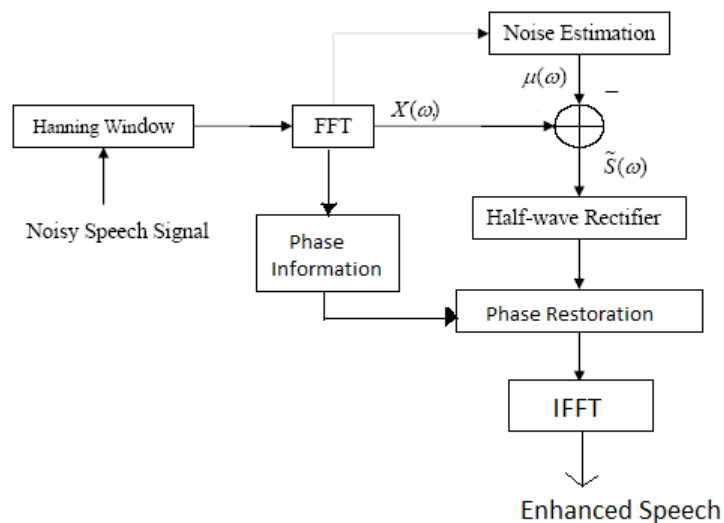 Noise Estimation
μ(ω)
−
Hanning Window
FFT
X(ω)
S̃(ω)
Noisy Speech Signal
Phase
Information
Half-wave Rectifier
Phase Restoration
IFFT
Enhanced Speech